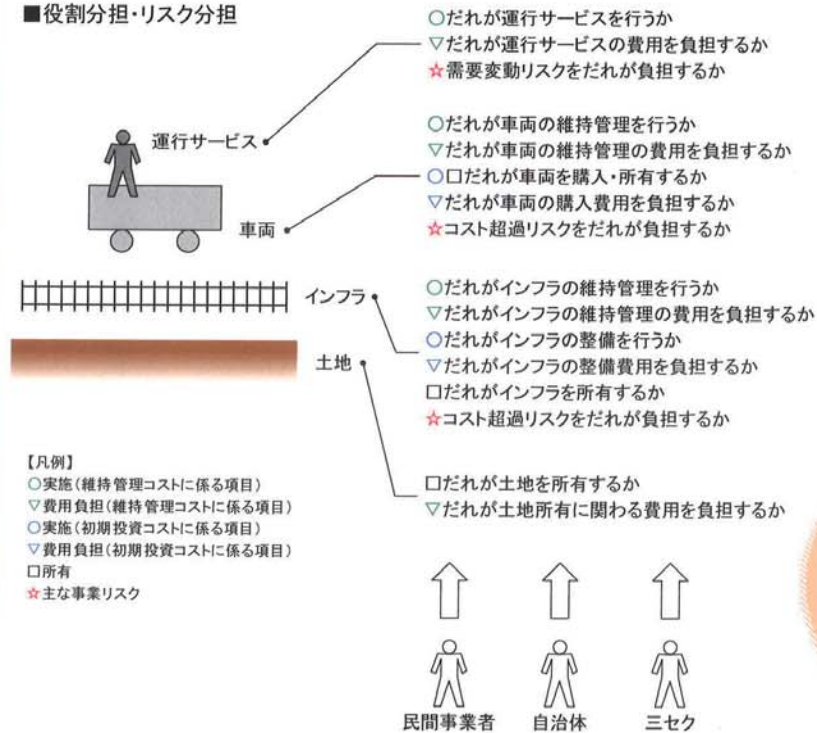 ■役割分担・リスク分担
運行サービス
○だれが運行サービスを行うか
▽だれが運行サービスの費用を負担するか
☆需要変動リスクをだれが負担するか
車両
○だれが車両の維持管理を行うか
▽だれが車両の維持管理の費用を負担するか
○□だれが車両を購入・所有するか
▽だれが車両の購入費用を負担するか
☆コスト超過リスクをだれが負担するか
インフラ
○だれがインフラの維持管理を行うか
▽だれがインフラの維持管理の費用を負担するか
○だれがインフラの整備を行うか
▽だれがインフラの整備費用を負担するか
□だれがインフラを所有するか
☆コスト超過リスクをだれが負担するか
土地
□だれが土地を所有するか
▽だれが土地所有に関わる費用を負担するか
【凡例】
○実施(維持管理コストに係る項目)
▽費用負担(維持管理コストに係る項目)
○実施(初期投資コストに係る項目)
▽費用負担(初期投資コストに係る項目)
□所有
☆主な事業リスク
民間事業者
自治体
三セク